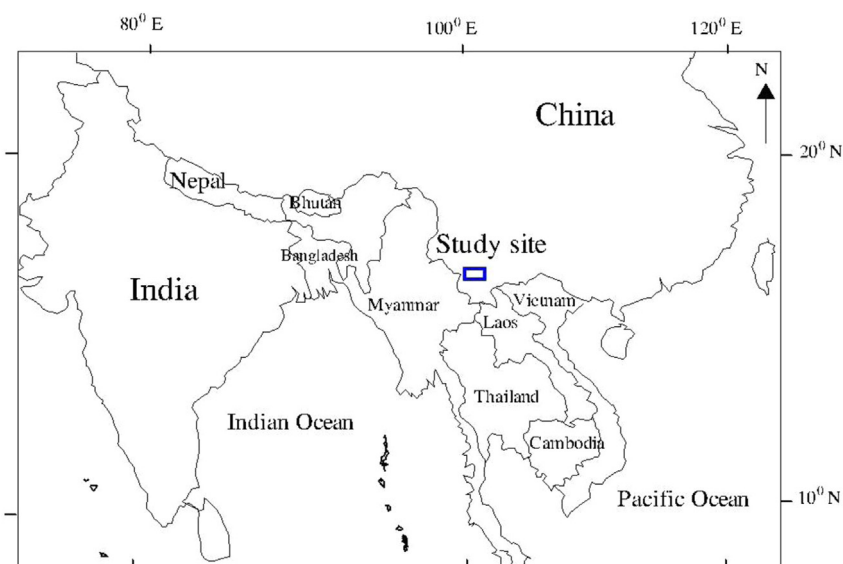 80⁰ E
100⁰ E
120⁰ E
N
China
20⁰ N
Nepal
Bhutan
Study site
Bangladesh
India
Myanmar
Vietnam
Laos
Thailand
Indian Ocean
Cambodia
Pacific Ocean
10⁰ N